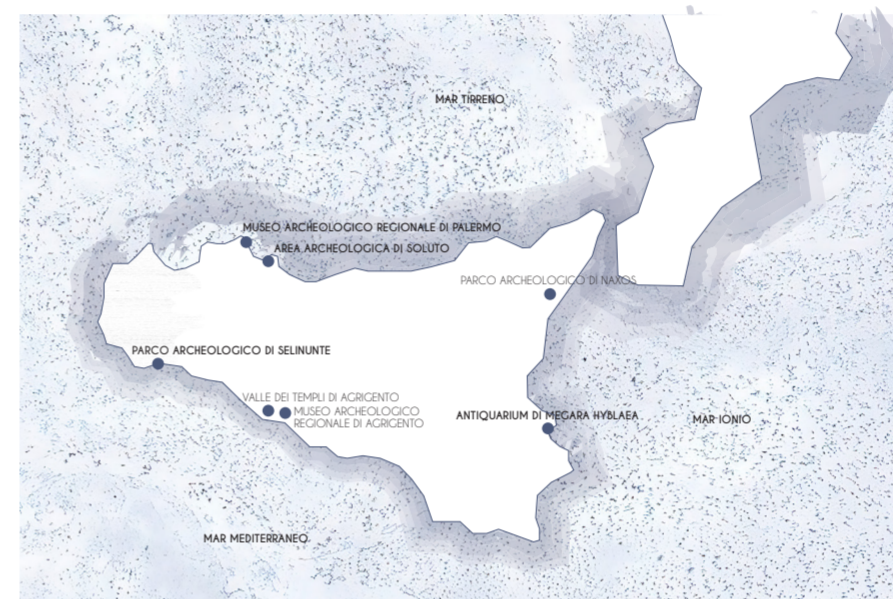 MAR TIRRENO
MUSEO ARCHEOLOGICO REGIONALE DI PALERMO
AREA ARCHEOLOGICA DI SOLUTO
PARCO ARCHEOLOGICO DI NAXOS
PARCO ARCHEOLOGICO DI SELINUNTE
VALLE DEI TEMPLI DI AGRIGENTO
MUSEO ARCHEOLOGICO
REGIONALE DI AGRIGENTO
ANTIQUARIUM DI MEGARA HYBLAEA
MAR IONIO
MAR MEDITERRANEO